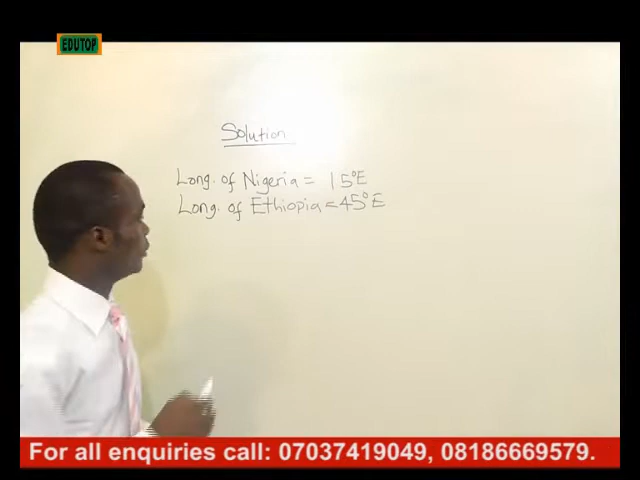 EDUTOP
Solution
Long. of Nigeria = 15°E
Long. of Ethiopia = 45°E
For all enquiries call: 07037419049, 08186669579.